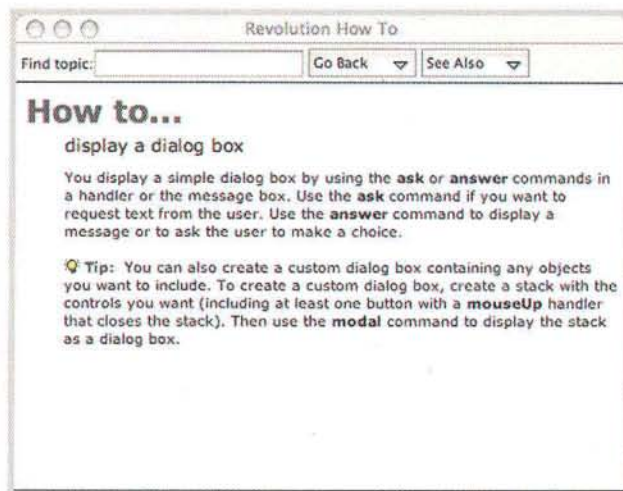 Revolution How To
Find topic: Go Back See Also
How to...
display a dialog box
You display a simple dialog box by using the ask or answer commands in
a handler or the message box. Use the ask command if you want to
request text from the user. Use the answer command to display a
message or to ask the user to make a choice.
Tip: You can also create a custom dialog box containing any objects
you want to include. To create a custom dialog box, create a stack with the
controls you want (including at least one button with a mouseUp handler
that closes the stack). Then use the modal command to display the stack
as a dialog box.